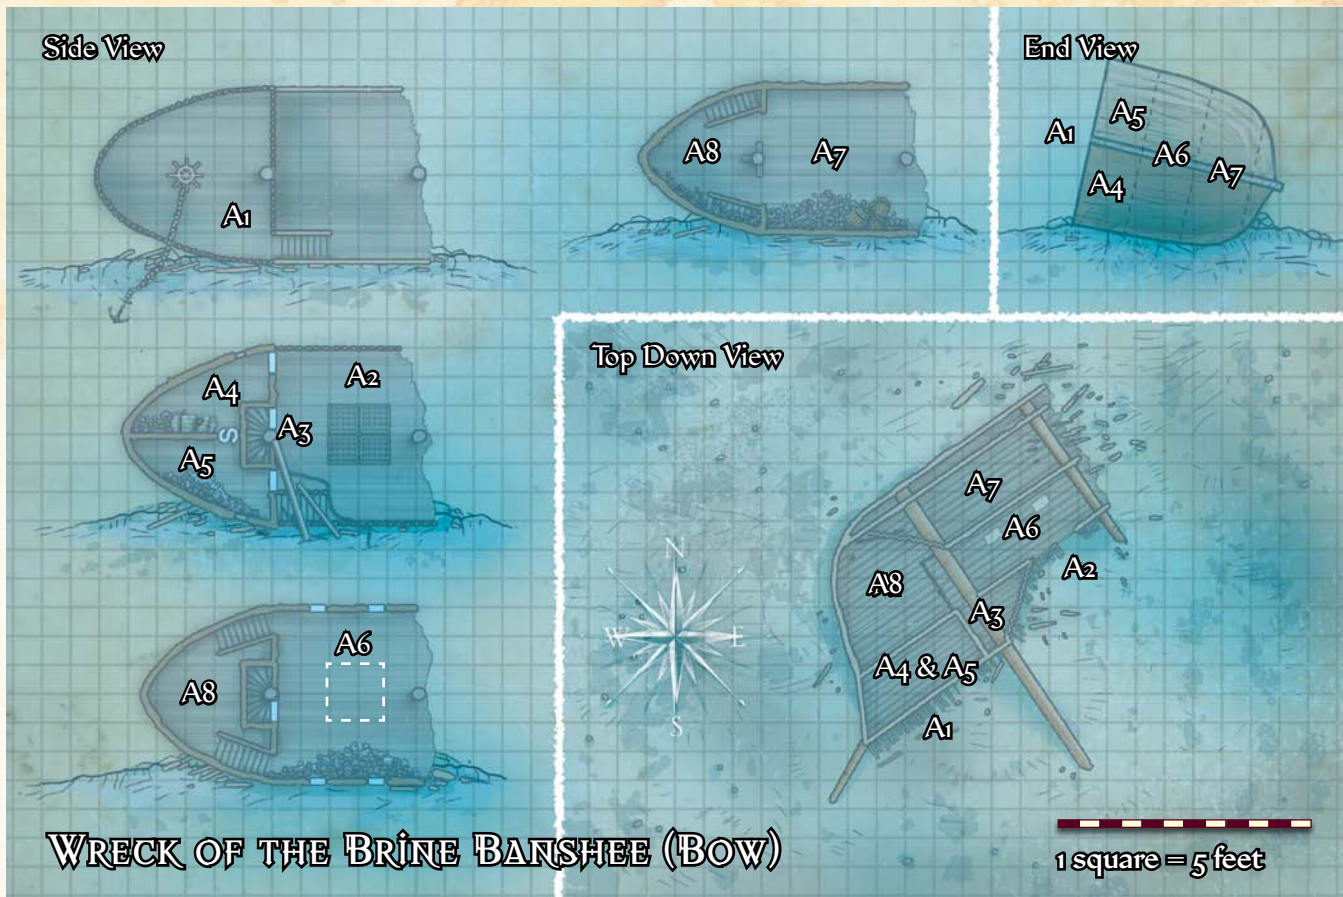 Side View
End View
A8
A7
A1
A5
A6
A7
A4
A1
A4
A2
A3
S
A5
A6
A8
Top Down View
A7
A6
A2
A8
A3
A4 & A5
A1
N
W
E
S
Wreck of the Brine Banshee (Bow)
1 square = 5 feet